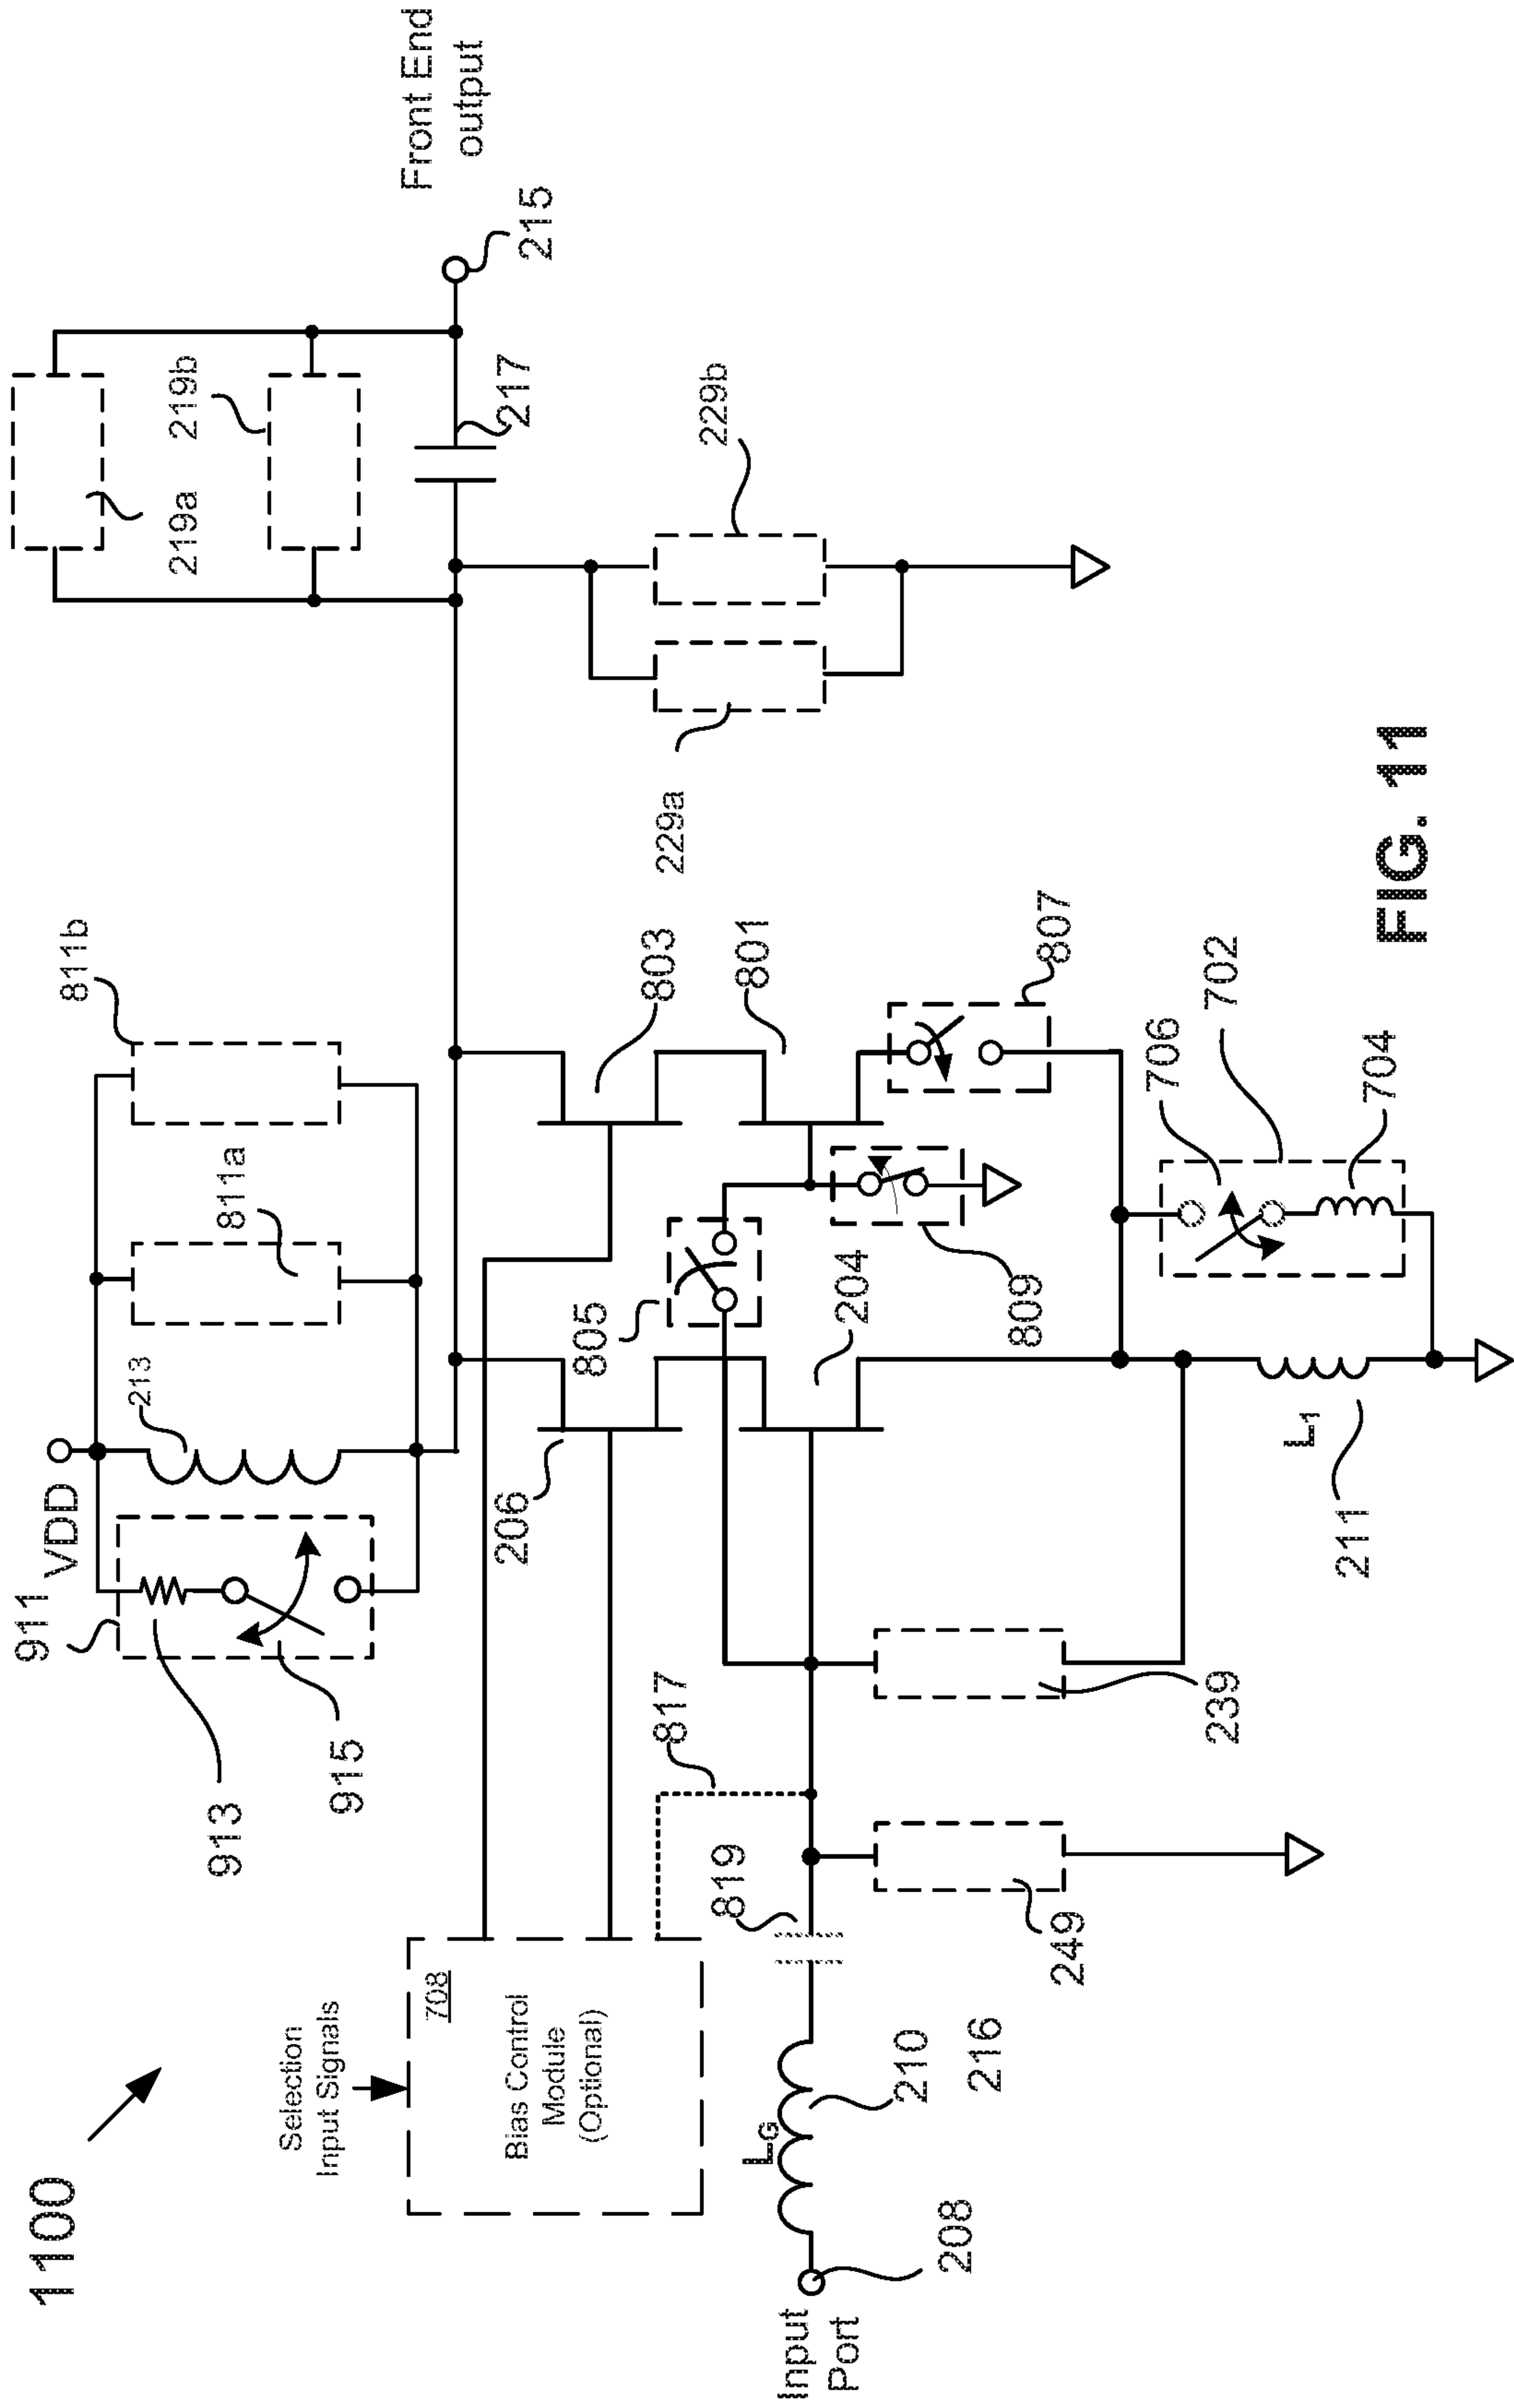 1100
Selection
Input Signals
708
Bias Control
Module
(Optional)
Input
Port
208
L_G
210
216
819
249
817
239
911
VDD
913
915
213
811a
811b
206
204
805
809
803
801
807
L1
211
706
702
704
219a
219b
217
229a
229b
215
Front End
output
FIG. 11